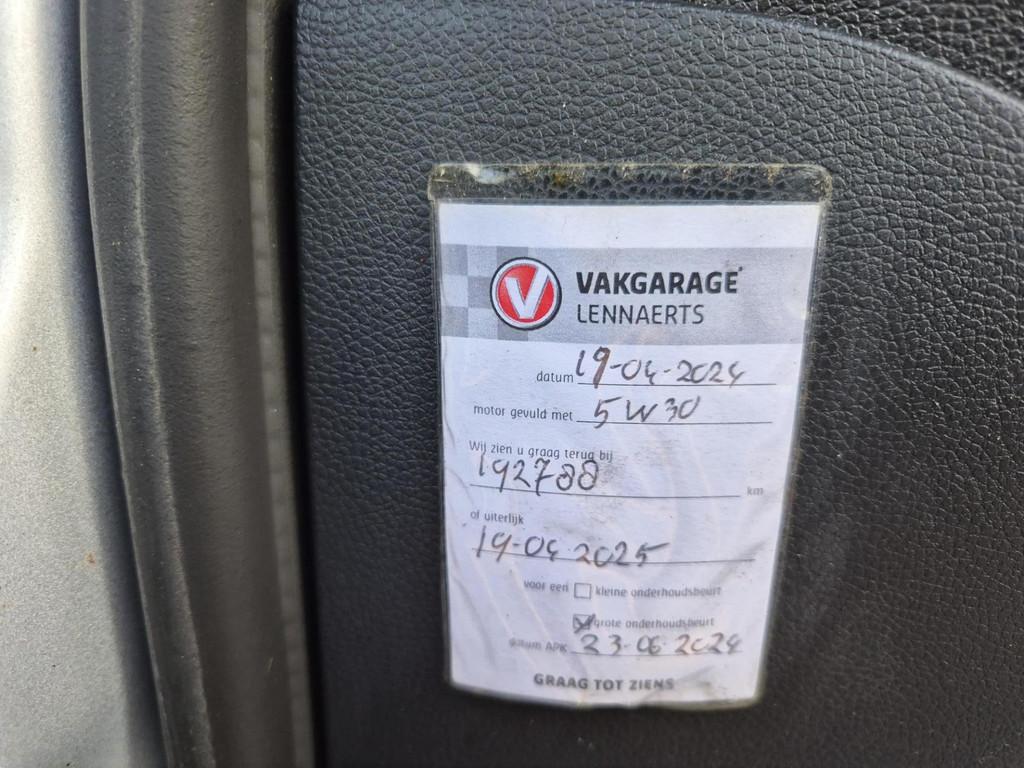 V
VAKGARAGE
LENNAERTS
datum 19-04-2024
motor gevuld met 5W30
Wij zien u graag terug bij
192788 km
of uiterlijk
19-04-2025
voor een kleine onderhoudsbeurt
grote onderhoudsbeurt
datum APK 23-06-2024
GRAAG TOT ZIENS